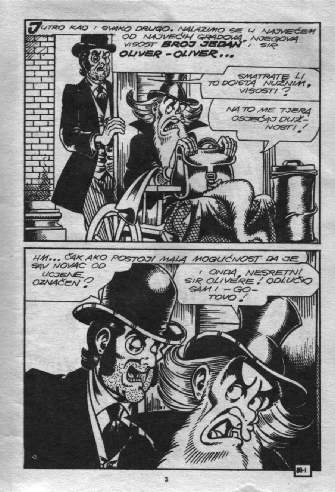 JUTRO KAO I SVAKO DRUGO. NALAZIMO SE U NAJVEĆEM
OD NAJVEĆIH GRADOVA. NJEGOVA
VISOST BROJ JEDAN I SIR
OLIVER-OLIVER...
SMATRATE LI
TO DOISTA NUŽNIM,
VISOSTI?
NA TO ME TJERA
OSJEĆAJ DUŽ-
NOSTI!
HM... ČAK AKO POSTOJI MALA MOGUĆNOST DA JE
SAV NOVAC OD
UCJENE
OZNAČEN?
I ONDA, NESRETNI
SIR OLIVERE! ODLUČIO
SAM I - GO-
TOVO!
3